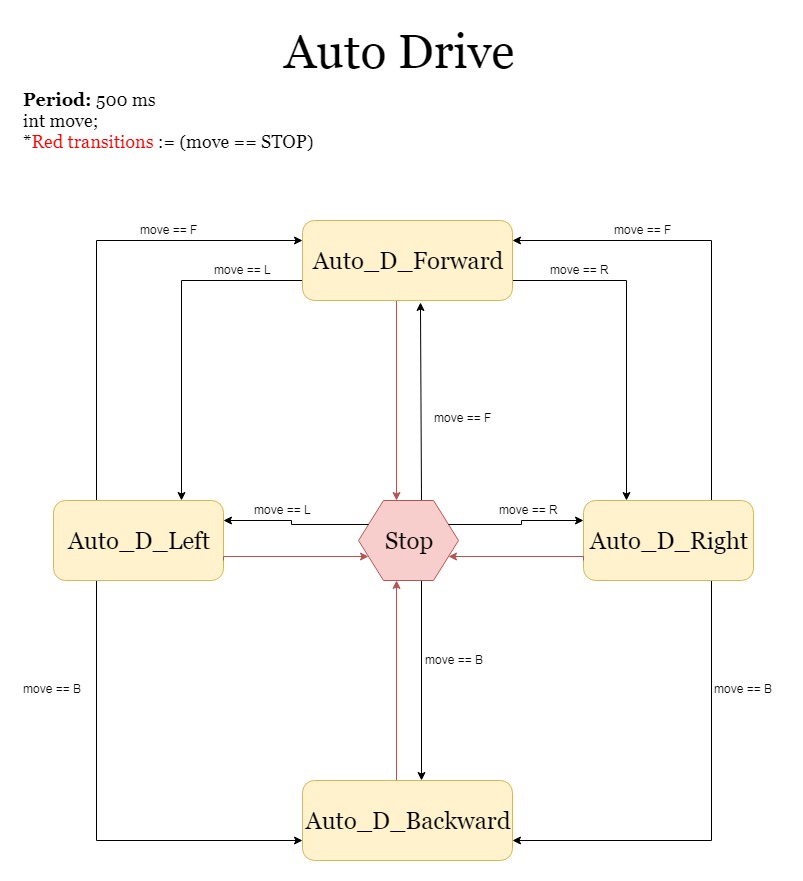 Auto Drive
Period: 500 ms
int move;
*Red transitions := (move == STOP)
move == F
move == F
Auto_D_Forward
move == L
move == R
move == F
move == L
move == R
Auto_D_Left
Stop
Auto_D_Right
move == B
move == B
move == B
Auto_D_Backward